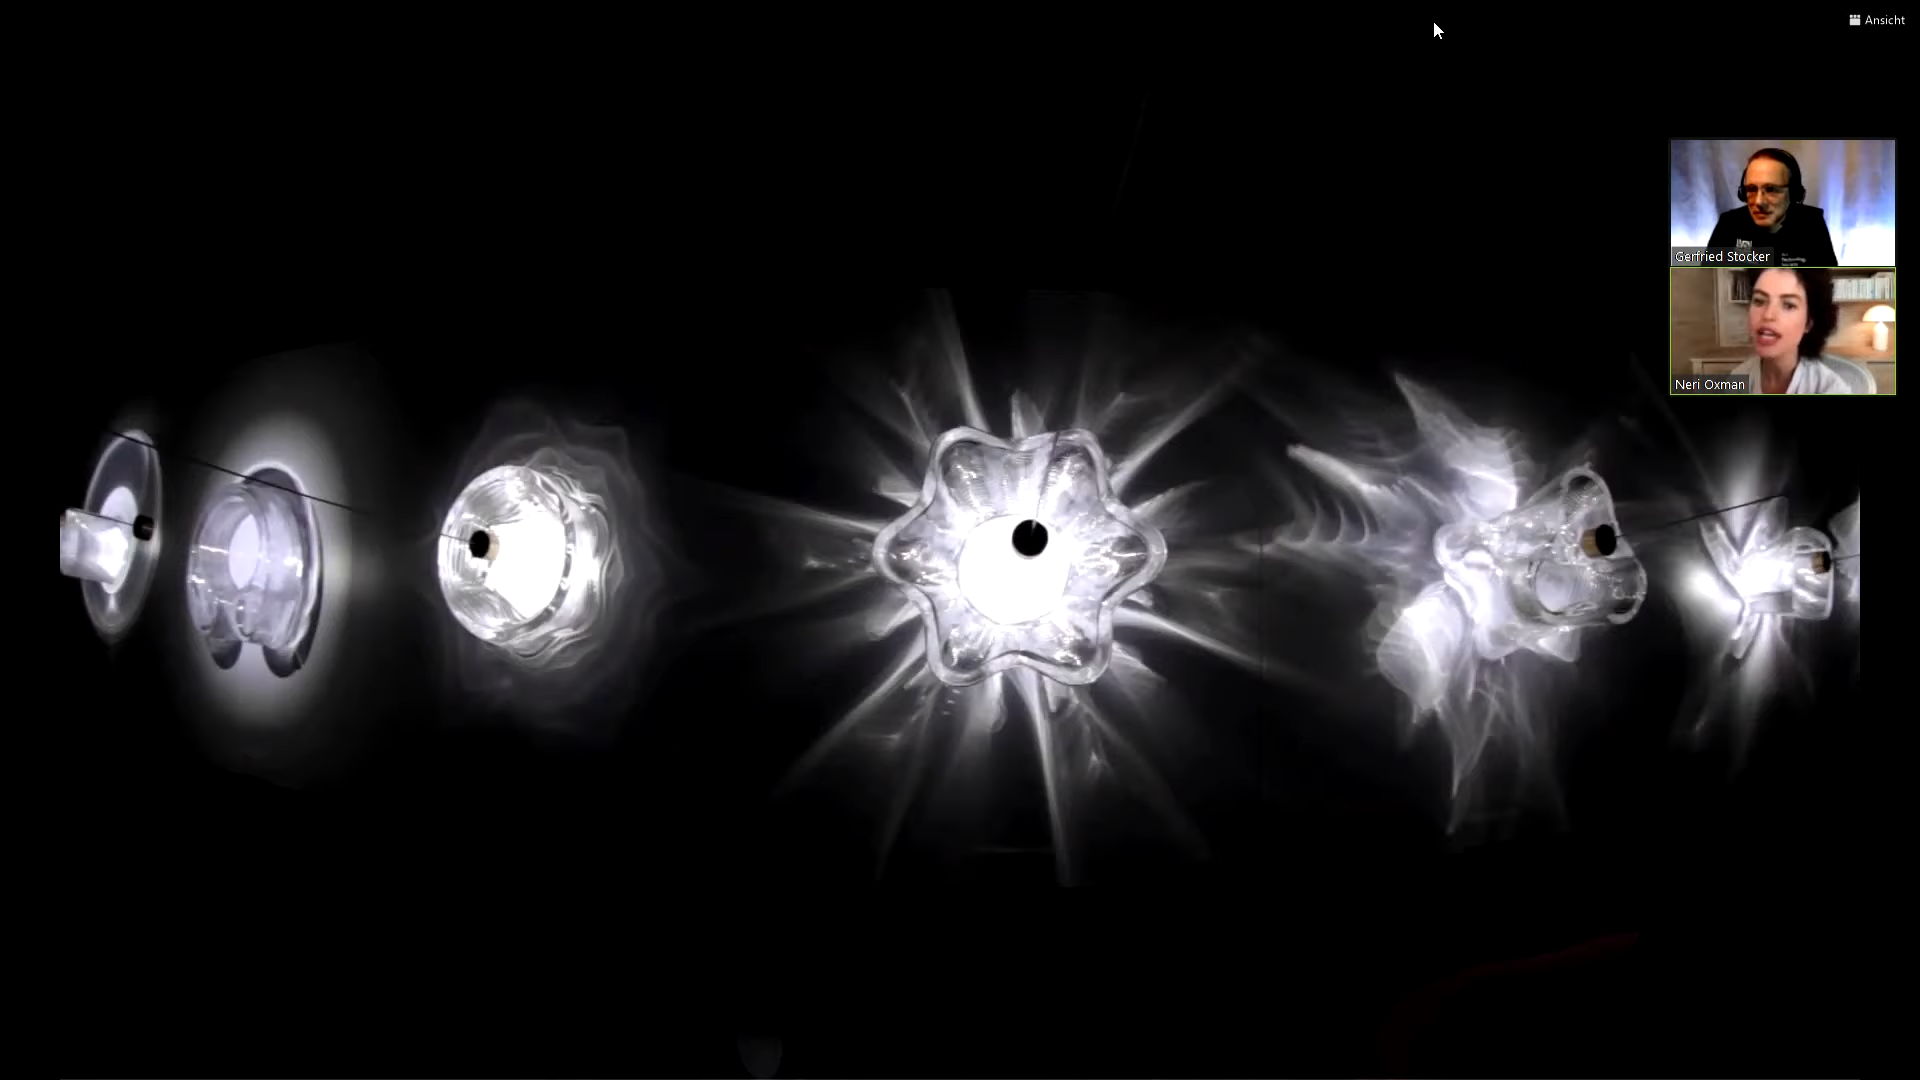 Ansicht
Gerfried Stocker
Neri Oxman